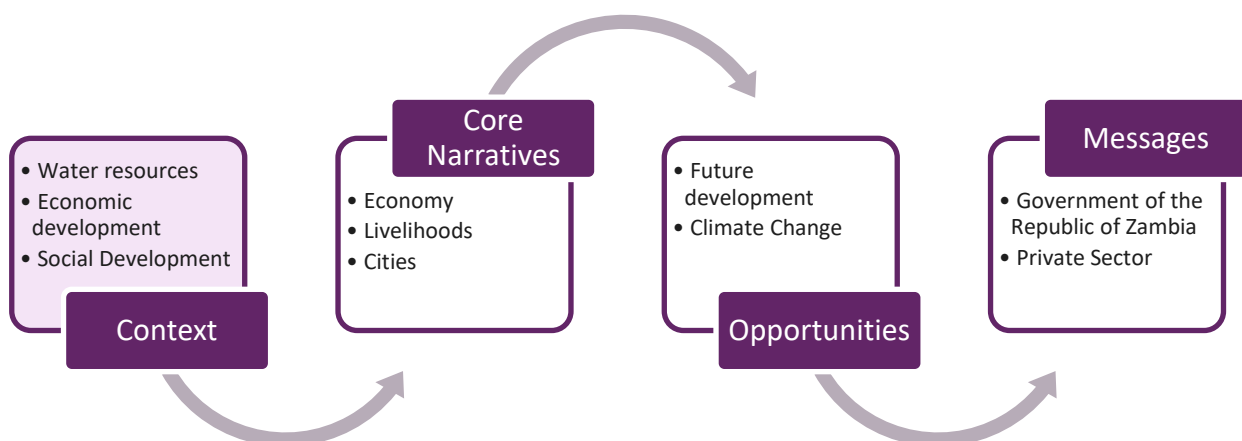 • Water resources
• Economic
development
• Social Development
Context
Core
Narratives
• Economy
• Livelihoods
• Cities
• Future
development
• Climate Change
Opportunities
Messages
• Government of the
Republic of Zambia
• Private Sector